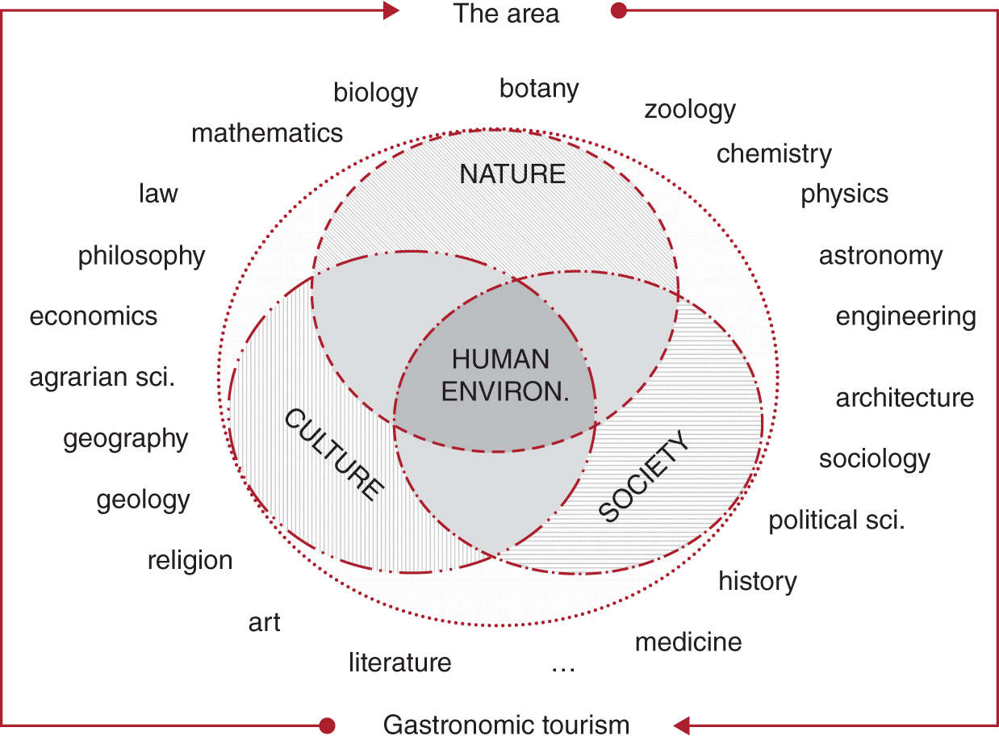 The area
botany
biology
zoology
mathematics
chemistry
NATURE
law
physics
philosophy
astronomy
economics
engineering
HUMAN
ENVIRON.
agrarian sci.
architecture
CULTURE
SOCIETY
geography
sociology
geology
political sci.
religion
history
art
medicine
literature
...
Gastronomic tourism